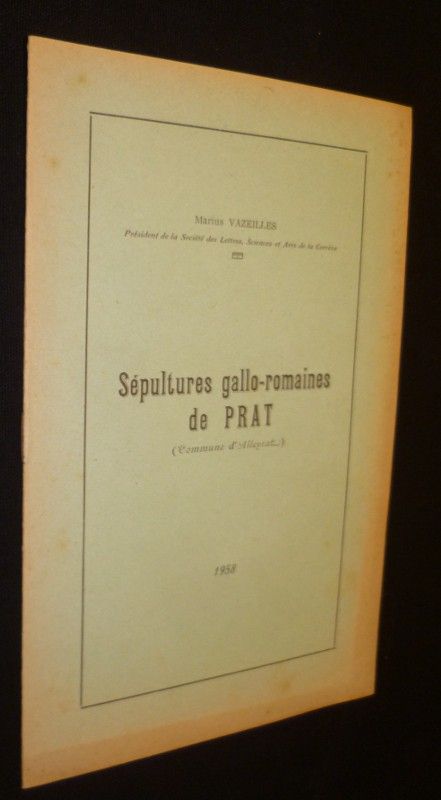 Marius VAZEILLES
Président de la Société des Lettres, Sciences et Arts de la Corrèze
Sépultures gallo-romaines
de PRAT
(Commune d'Alleyrat)
1958